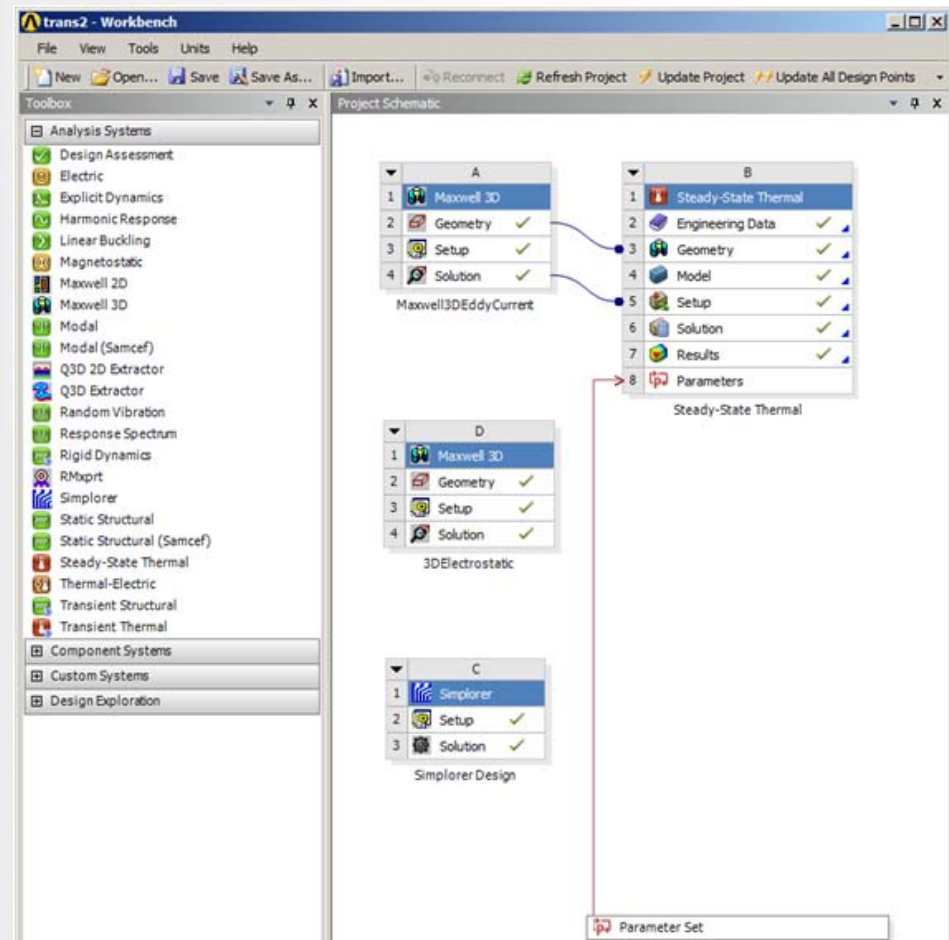 trans2 - Workbench
File View Tools Units Help
New Open... Save Save As... Import... Reconnect Refresh Project Update Project Update All Design Points
Toolbox
Analysis Systems
Design Assessment
Electric
Explicit Dynamics
Harmonic Response
Linear Buckling
Magnetostatic
Maxwell 2D
Maxwell 3D
Modal
Modal (Samcef)
Q3D 2D Extractor
Q3D Extractor
Random Vibration
Response Spectrum
Rigid Dynamics
RMxprt
Simplorer
Static Structural
Static Structural (Samcef)
Steady-State Thermal
Thermal-Electric
Transient Structural
Transient Thermal
Component Systems
Custom Systems
Design Exploration
Project Schematic
A
1 Maxwell 3D
2 Geometry
3 Setup
4 Solution
Maxwell3DEddyCurrent
B
1 Steady-State Thermal
2 Engineering Data
3 Geometry
4 Model
5 Setup
6 Solution
7 Results
8 Parameters
Steady-State Thermal
D
1 Maxwell 3D
2 Geometry
3 Setup
4 Solution
3DElectrostatic
C
1 Simplorer
2 Setup
3 Solution
Simplorer Design
Parameter Set